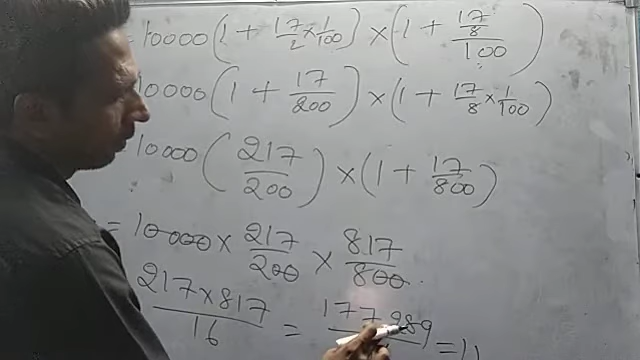 = 10000 (1 + 17/2 × 1/100) × (1 + 17/8/100)
10000 (1 + 17/200) × (1 + 17/8 × 1/100)
10000 (217/200) × (1 + 17/800)
= 10000 × 217/200 × 817/800
217×817/16 = 177289 = 11